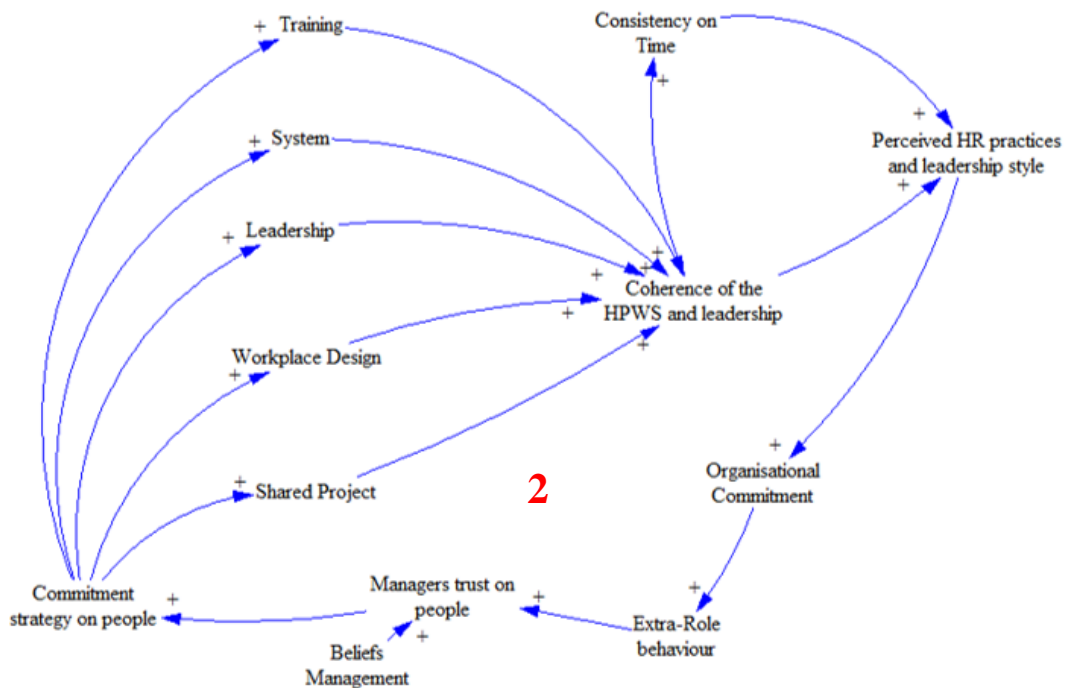 + Training
Consistency on
Time
+
+ System
+
Perceived HR practices
and leadership style
+
+ Leadership
+
+
+
Coherence of the
HPWS and leadership
+
+
Workplace Design
+
+
Shared Project
+
2
+
Organisational
Commitment
Commitment
strategy on people
+
Managers trust on
people
+
+
Extra-Role
behaviour
+
Beliefs
Management